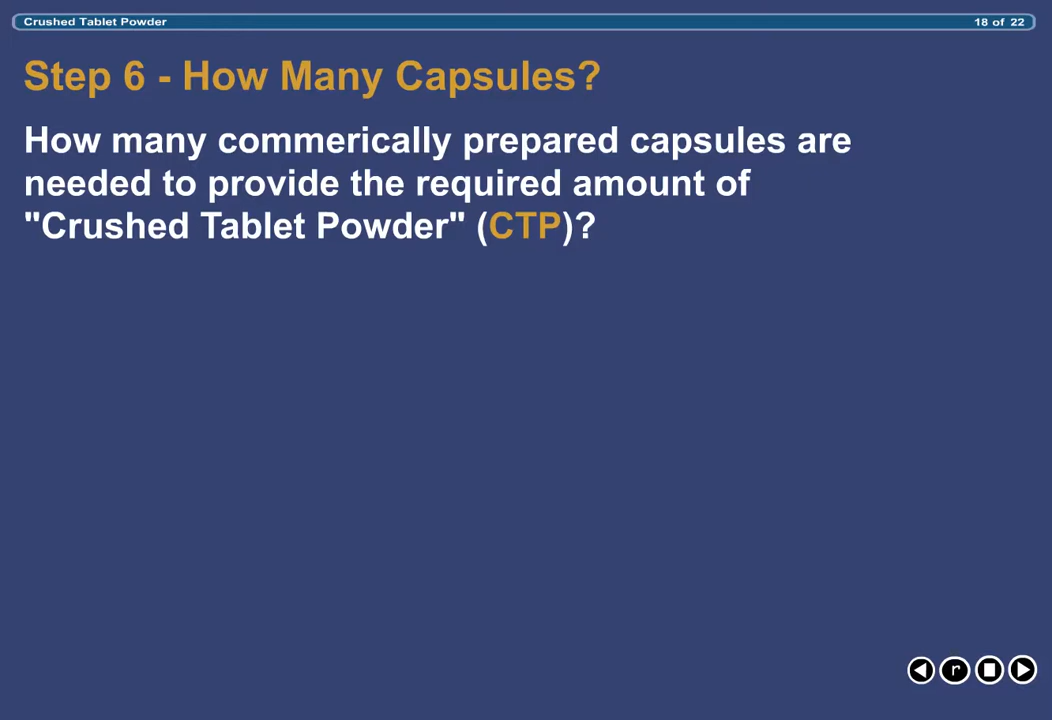 Crushed Tablet Powder 18 of 22
Step 6 - How Many Capsules?
How many commerically prepared capsules are
needed to provide the required amount of
"Crushed Tablet Powder" (CTP)?
r